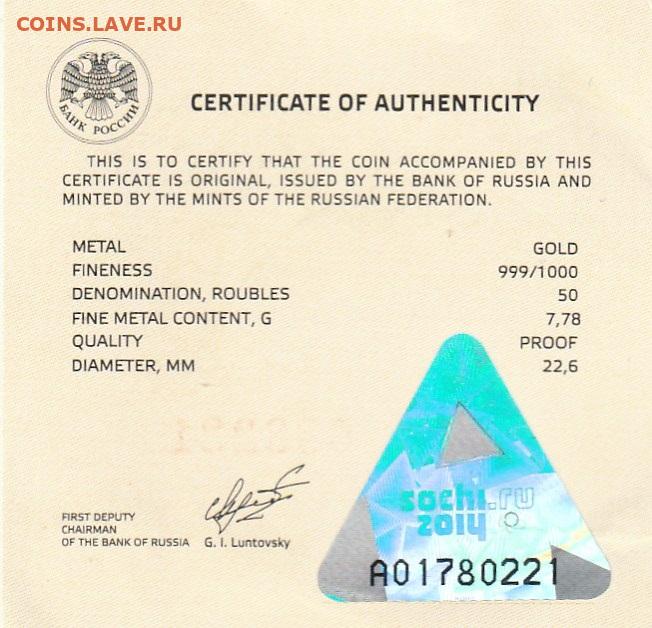 COINS.LAVE.RU
БАНК РОССИИ
CERTIFICATE OF AUTHENTICITY
THIS IS TO CERTIFY THAT THE COIN ACCOMPANIED BY THIS
CERTIFICATE IS ORIGINAL, ISSUED BY THE BANK OF RUSSIA AND
MINTED BY THE MINTS OF THE RUSSIAN FEDERATION.
METAL GOLD
FINENESS 999/1000
DENOMINATION, ROUBLES 50
FINE METAL CONTENT, G 7,78
QUALITY PROOF
DIAMETER, MM 22,6
FIRST DEPUTY
CHAIRMAN
OF THE BANK OF RUSSIA G. I. Luntovsky
sochi.ru
2014
A01780221